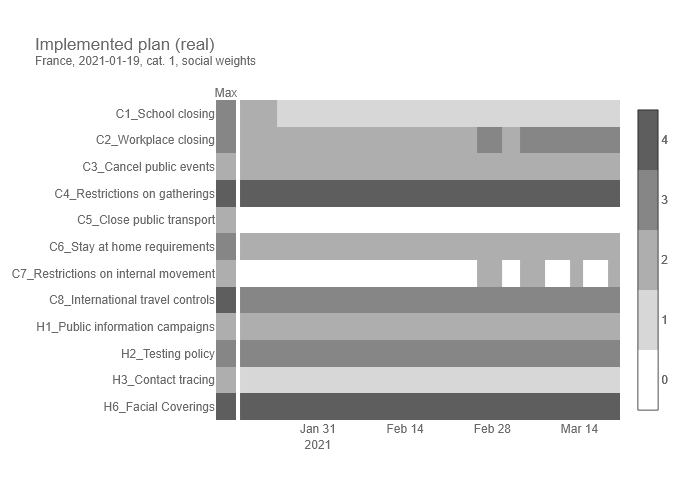 Implemented plan (real)
France, 2021-01-19, cat. 1, social weights
Max
C1_School closing
C2_Workplace closing
C3_Cancel public events
C4_Restrictions on gatherings
C5_Close public transport
C6_Stay at home requirements
C7_Restrictions on internal movement
C8_International travel controls
H1_Public information campaigns
H2_Testing policy
H3_Contact tracing
H6_Facial Coverings
4
3
2
1
0
Jan 31 Feb 14 Feb 28 Mar 14
2021